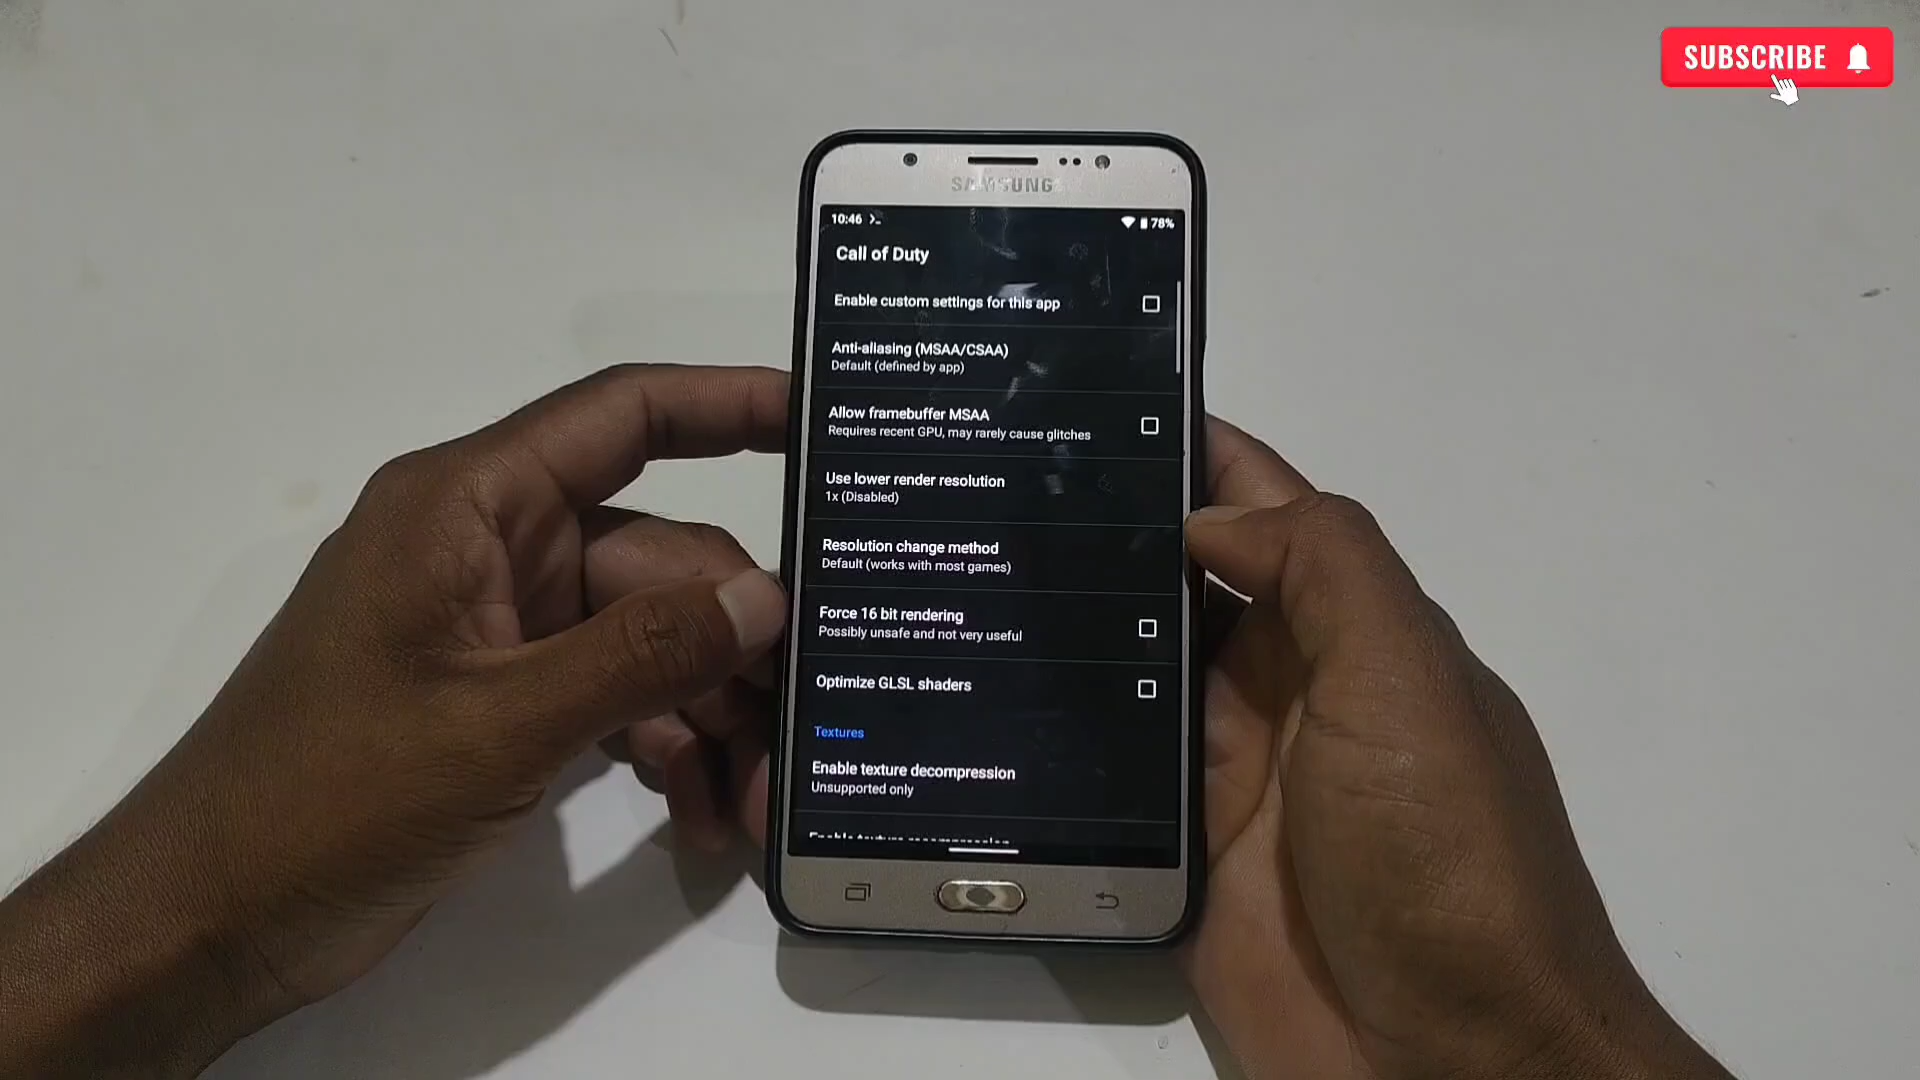 SUBSCRIBE
SAMSUNG
10:46 78%
Call of Duty
Enable custom settings for this app
Anti-aliasing (MSAA/CSAA)
Default (defined by app)
Allow framebuffer MSAA
Requires recent GPU, may rarely cause glitches
Use lower render resolution
1x (Disabled)
Resolution change method
Default (works with most games)
Force 16 bit rendering
Possibly unsafe and not very useful
Optimize GLSL shaders
Textures
Enable texture decompression
Unsupported only